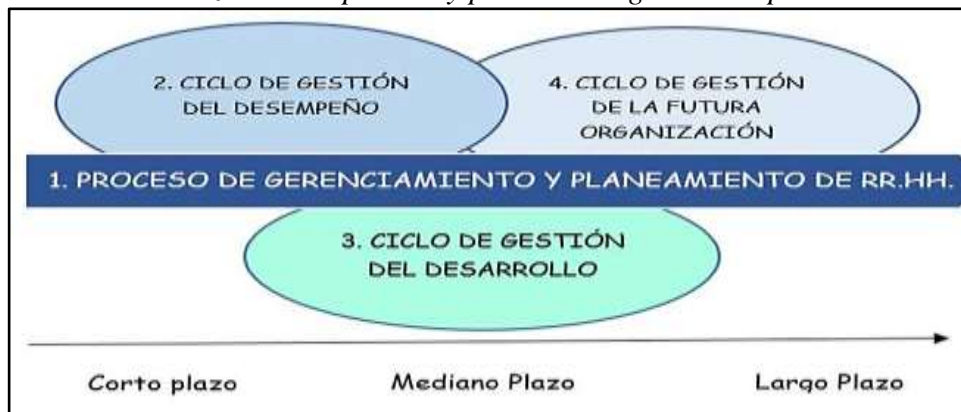 2. CICLO DE GESTIÓN
DEL DESEMPEÑO
4. CICLO DE GESTIÓN
DE LA FUTURA
ORGANIZACIÓN
1. PROCESO DE GERENCIAMIENTO Y PLANEAMIENTO DE RR.HH.
3. CICLO DE GESTIÓN
DEL DESARROLLO
Corto plazo
Mediano Plazo
Largo Plazo